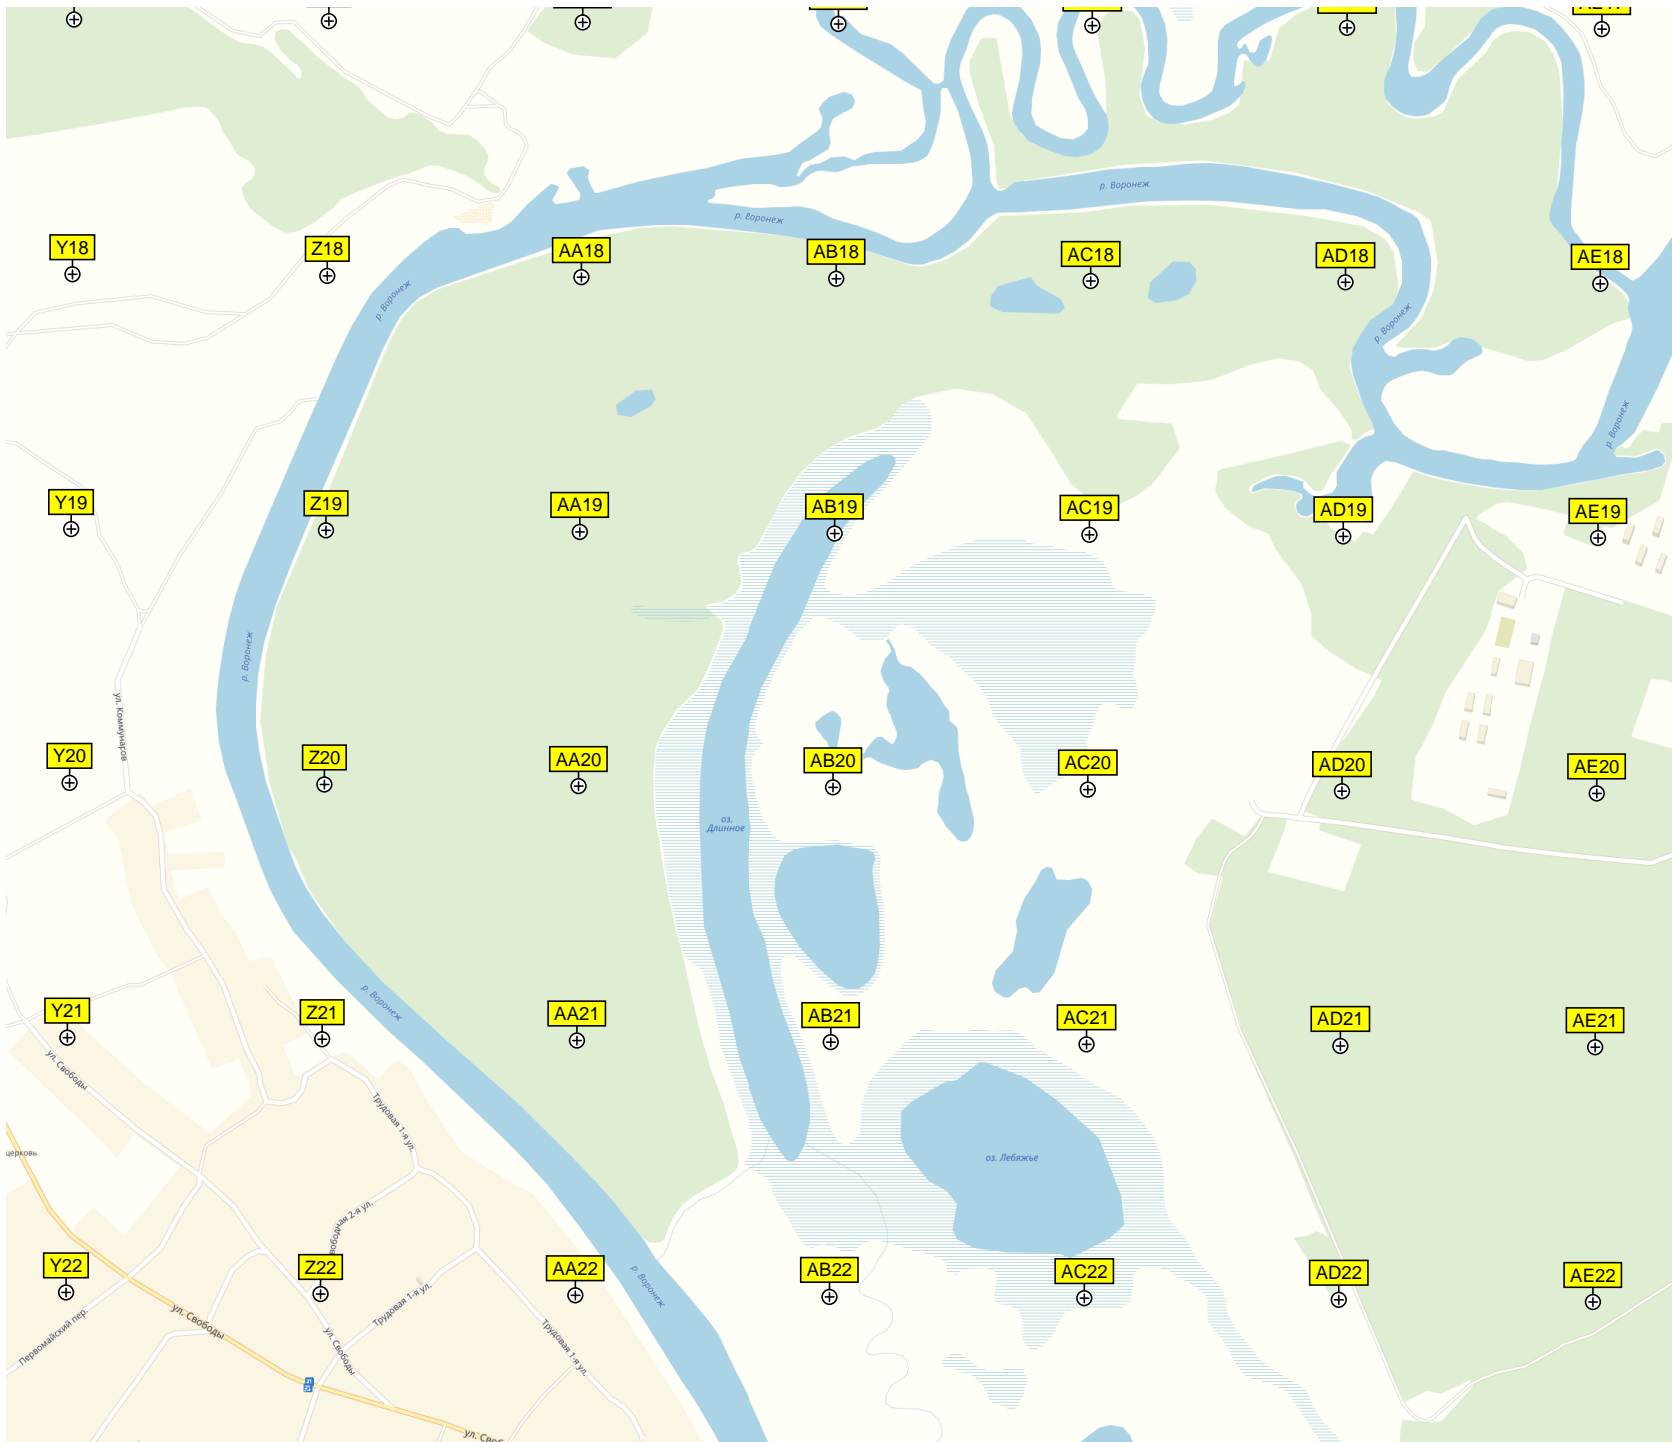 р. Воронеж
р. Воронеж
Y18
Z18
AA18
AB18
AC18
AD18
AE18
р. Воронеж
р. Воронеж
р. Воронеж
Y19
Z19
AA19
AB19
AC19
AD19
AE19
р. Воронеж
ул. Коммунаров
Y20
Z20
AA20
AB20
AC20
AD20
AE20
оз.
Длинное
р. Воронеж
Y21
Z21
AA21
AB21
AC21
AD21
AE21
ул. Свободы
Трудовая 1-я ул.
церковь
оз. Лебяжье
вободная 2-я ул.
Y22
Z22
AA22
AB22
AC22
AD22
AE22
р. Воронеж
Первомайский пер.
ул. Свободы
Трудовая 1-я ул.
ул. Свободы
Трудовая 1-я ул.
ул. Своб